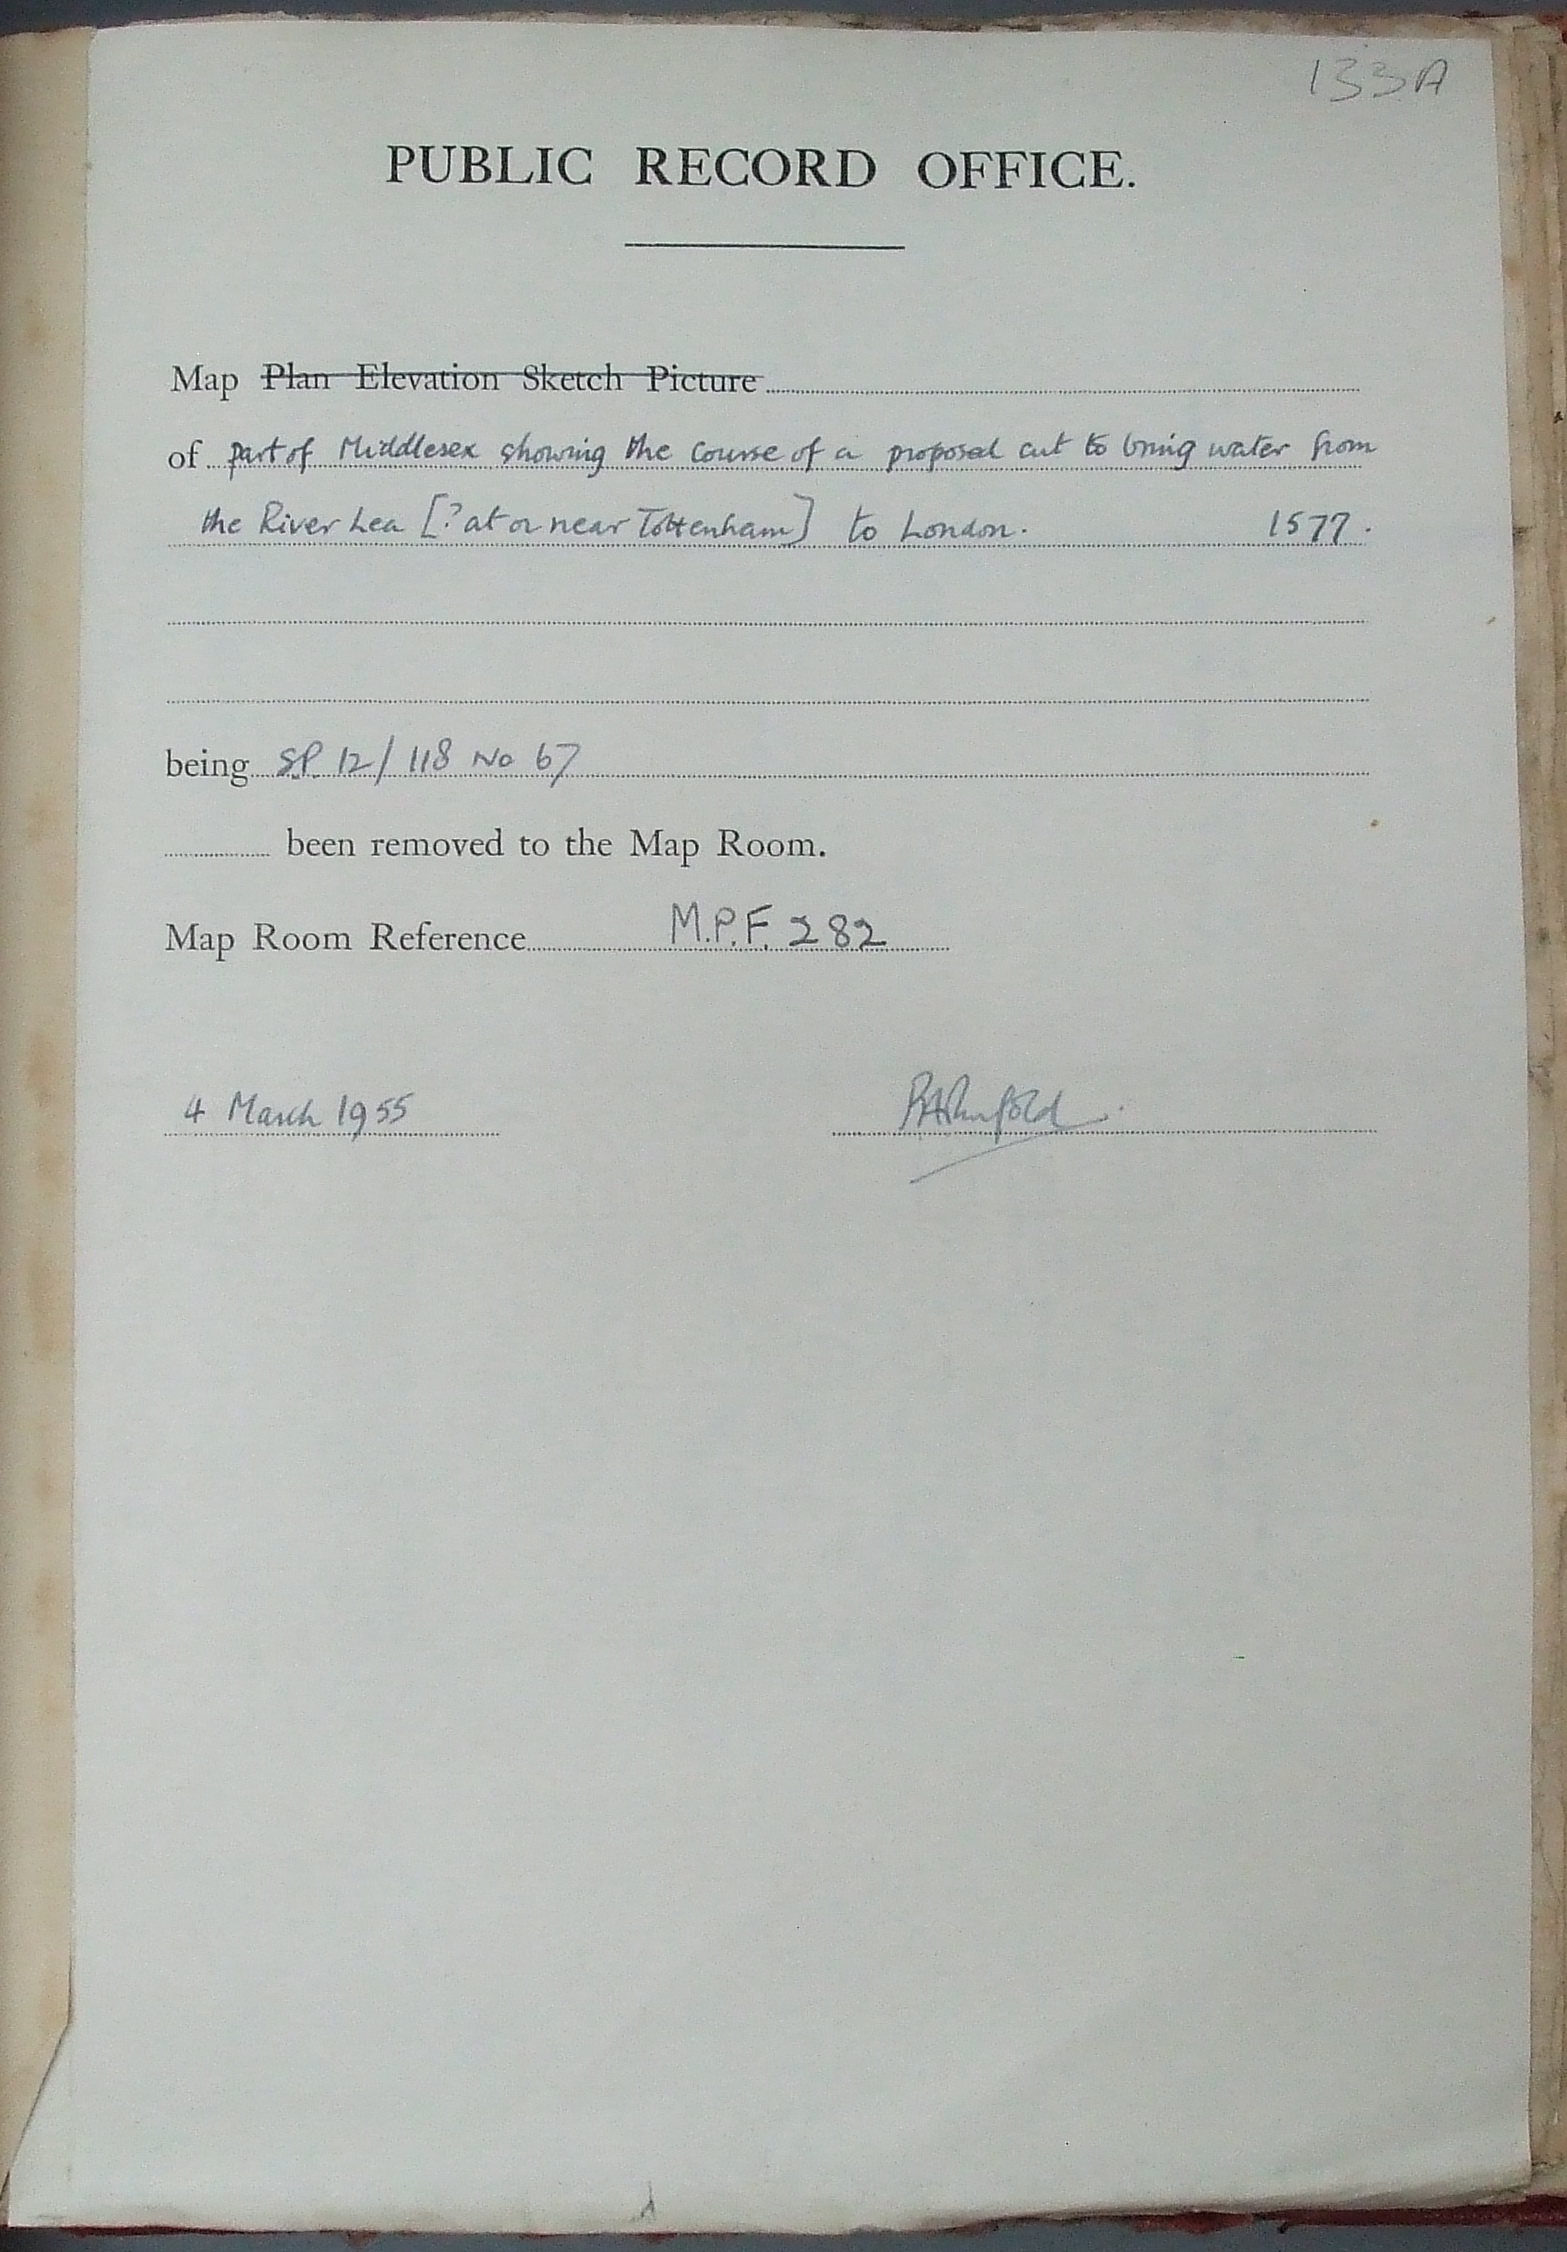 133A
PUBLIC RECORD OFFICE.
Map Plan Elevation Sketch Picture
of part of Middlesex showing the course of a proposed cut to bring water from
the River Lea [? at or near Tottenham] to London. 1577.
being S.P. 12/118 No 67
been removed to the Map Room.
Map Room Reference M.P.F. 282
4 March 1955